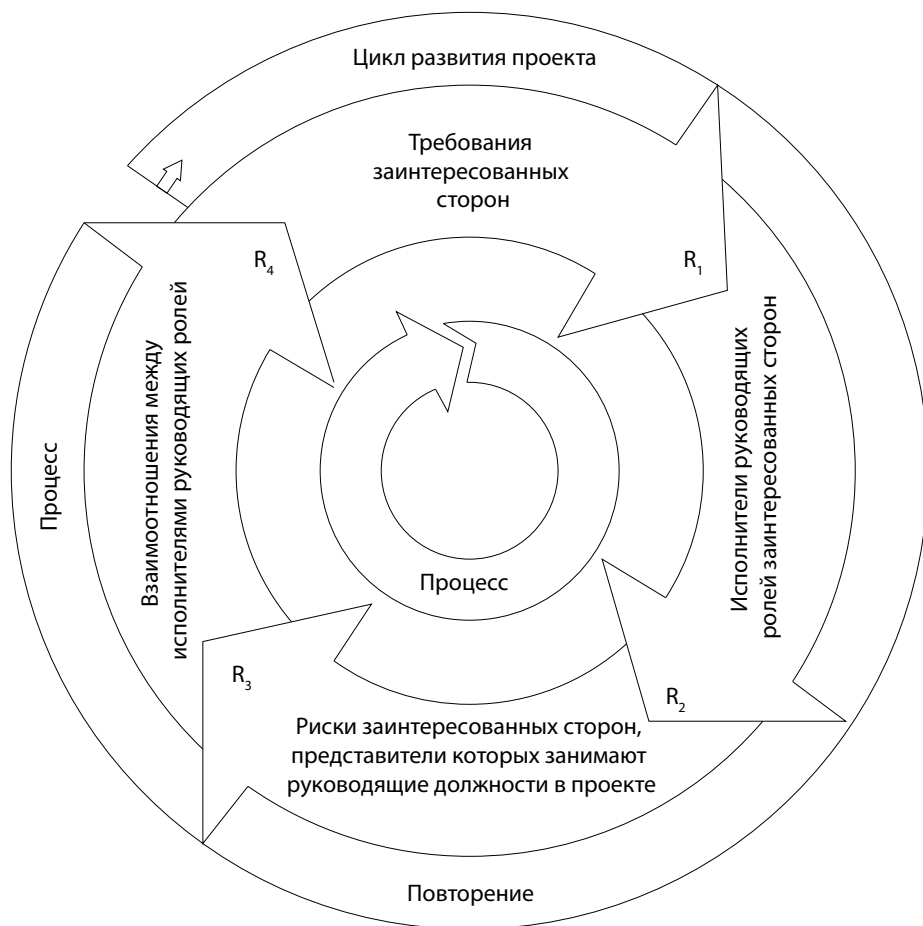 Цикл развития проекта
Требования
заинтересованных
сторон
R₁
R₄
Исполнители руководящих
ролей заинтересованных сторон
Взаимоотношения между
исполнителями руководящих ролей
Процесс
Процесс
R₂
R₃
Риски заинтересованных сторон,
представители которых занимают
руководящие должности в проекте
Повторение